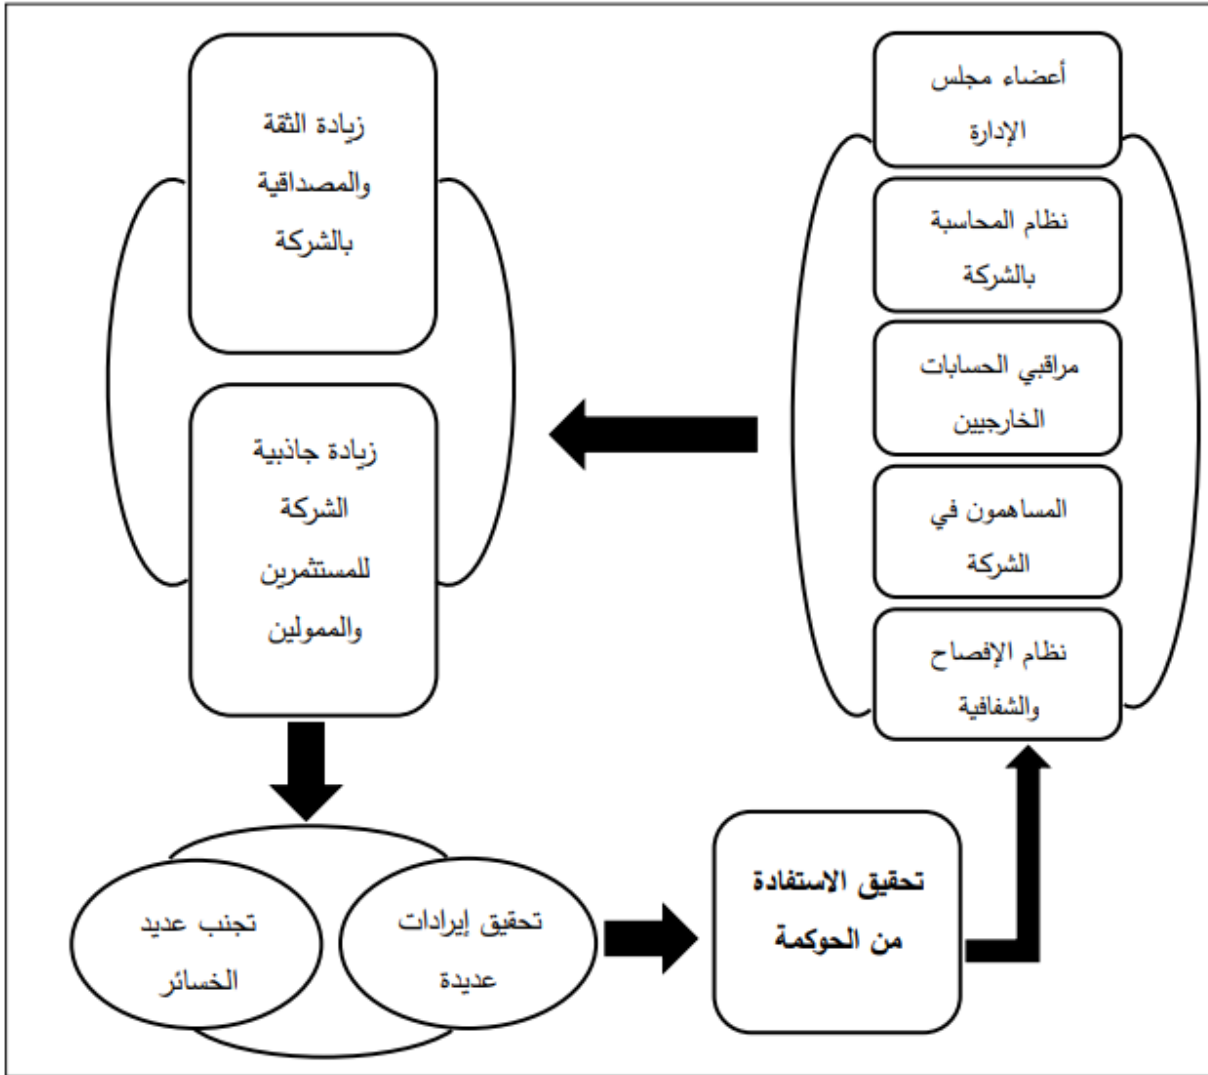 أعضاء مجلس
الإدارة
نظام المحاسبة
بالشركة
مراقبي الحسابات
الخارجيين
المساهمون في
الشركة
نظام الإفصاح
والشفافية
زيادة الثقة
والمصداقية
بالشركة
زيادة جاذبية
الشركة
للمستثمرين
والممولين
تحقيق إيرادات
عديدة
تجنب عديد
الخسائر
تحقيق الاستفادة
من الحوكمة